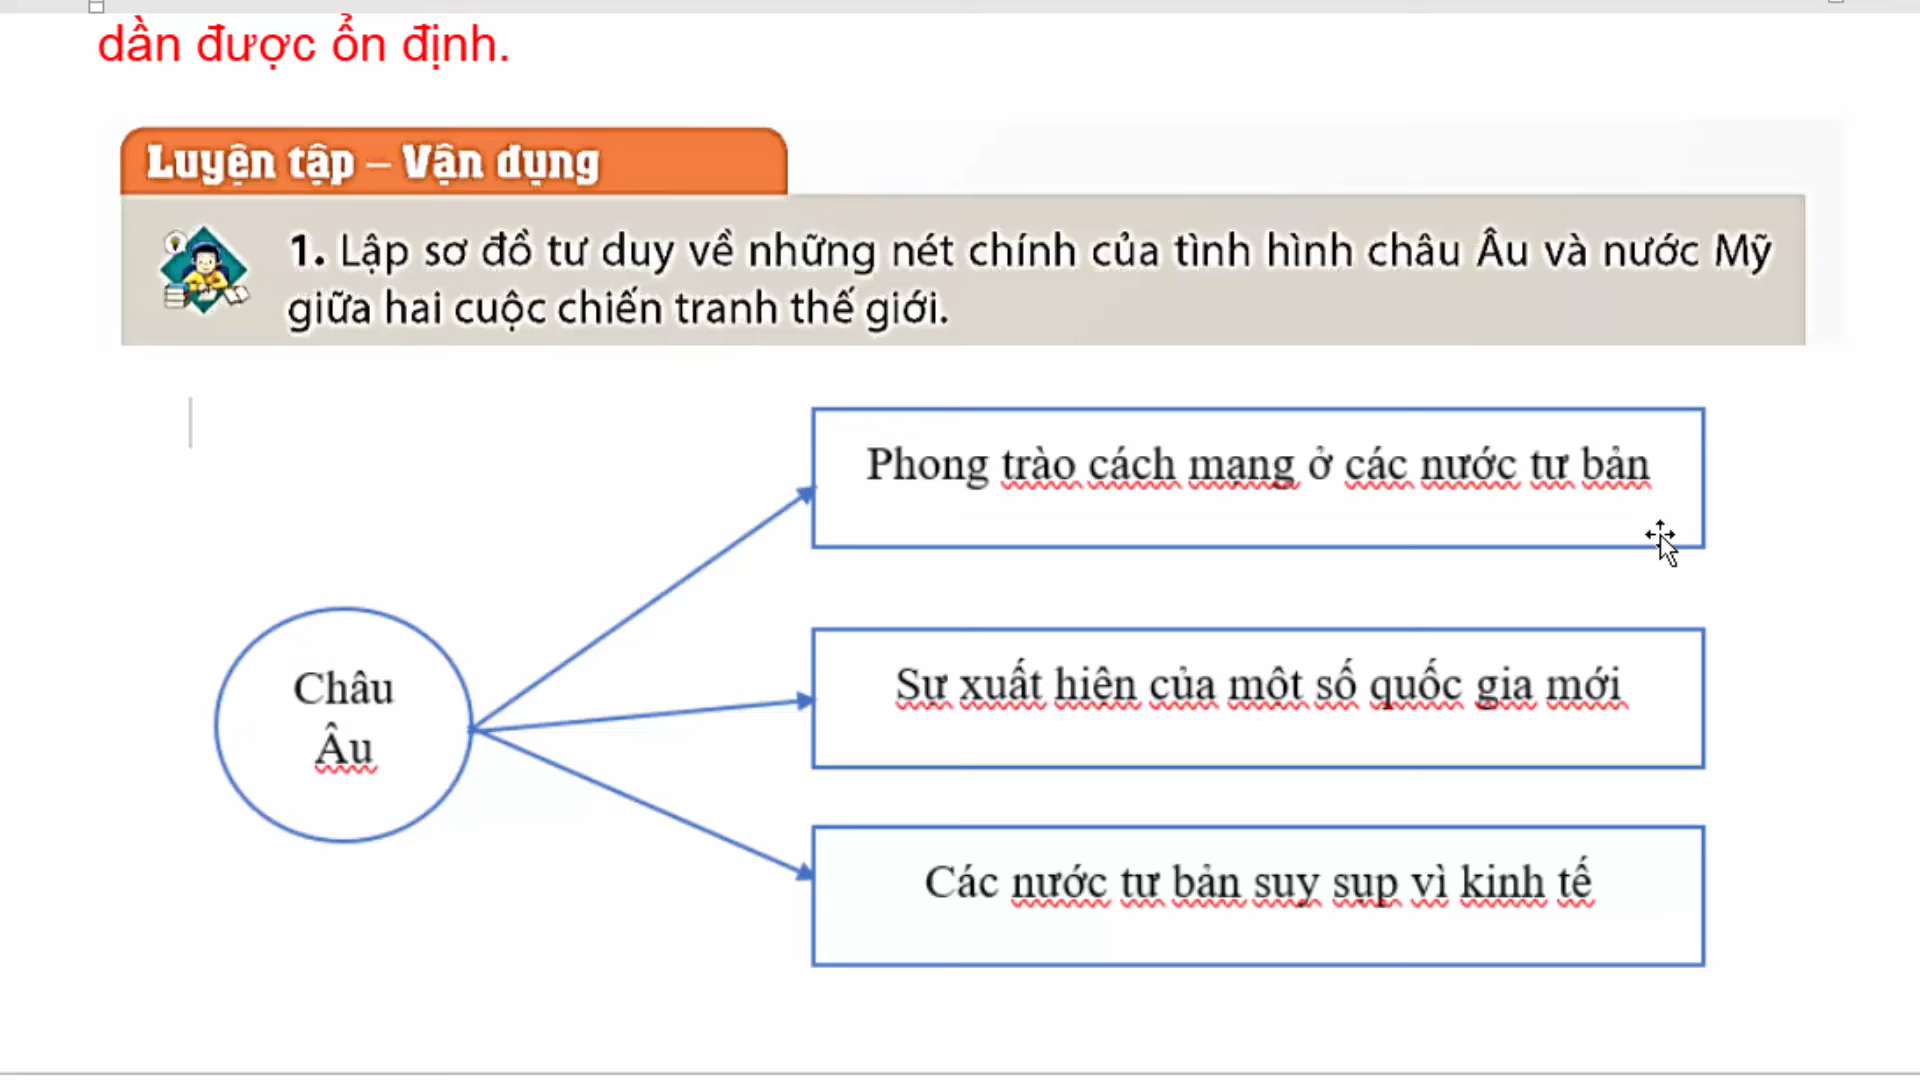 dần được ổn định.
Luyện tập – Vận dụng
1. Lập sơ đồ tư duy về những nét chính của tình hình châu Âu và nước Mỹ
giữa hai cuộc chiến tranh thế giới.
Phong trào cách mạng ở các nước tư bản
Châu
Âu
Sự xuất hiện của một số quốc gia mới
Các nước tư bản suy sụp vì kinh tế